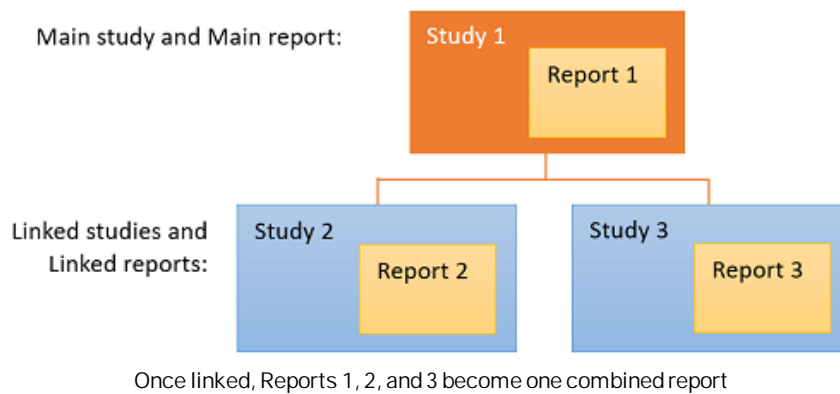 Main study and Main report:
Study 1
Report 1
Linked studies and
Linked reports:
Study 2
Report 2
Study 3
Report 3
Once linked, Reports 1, 2, and 3 become one combined report